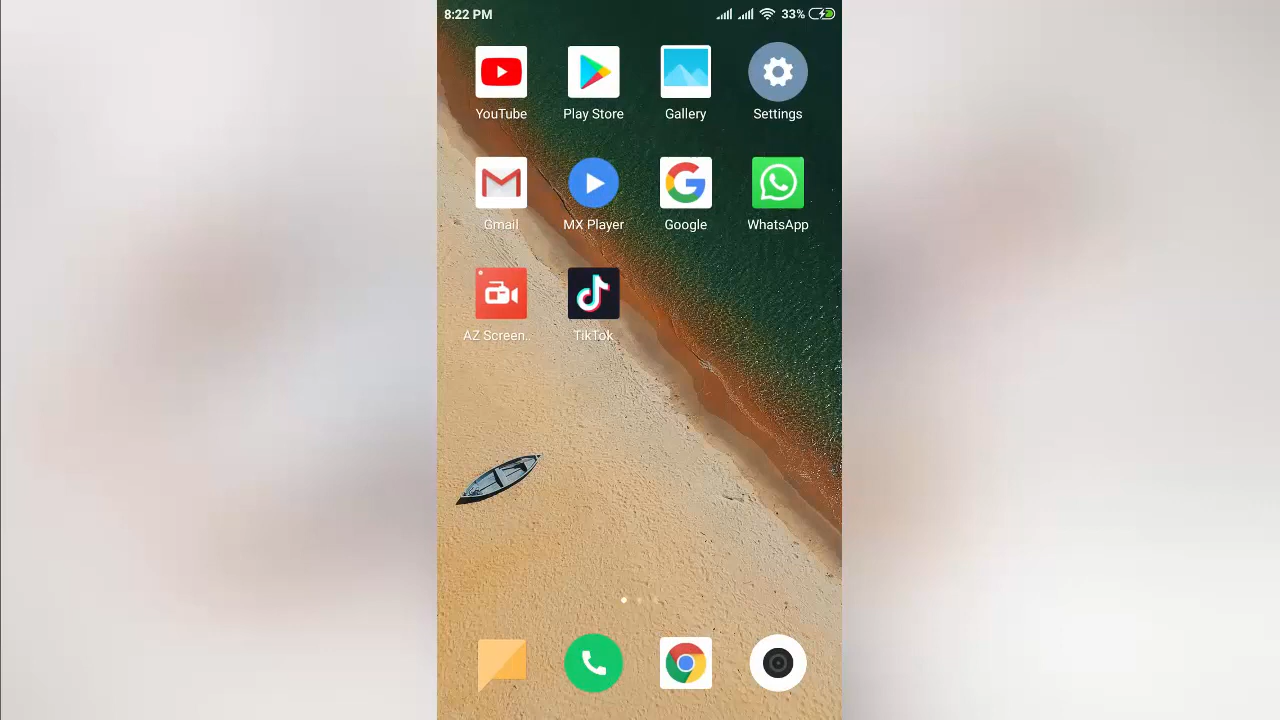 8:22 PM 33%
YouTube Play Store Gallery Settings
Gmail MX Player Google WhatsApp
AZ Screen.. TikTok